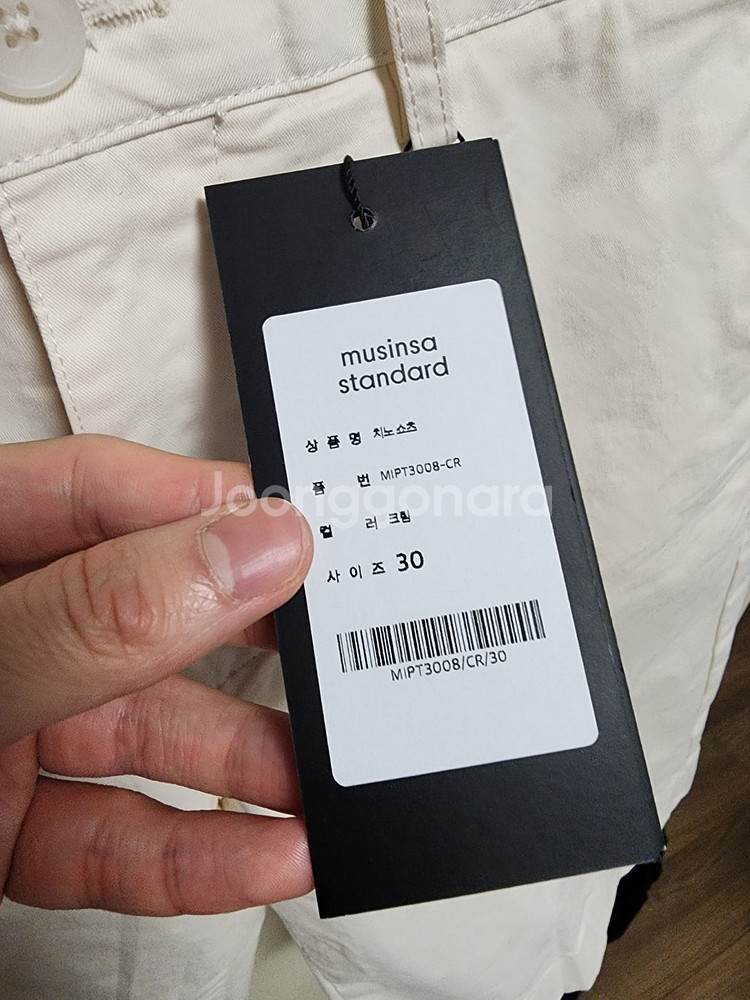 musinsa
standard
상 품 명 치노 쇼츠
품 번 MIPT3008-CR
컬 러 크림
사 이 즈 30
MIPT3008/CR/30
Joonggonara